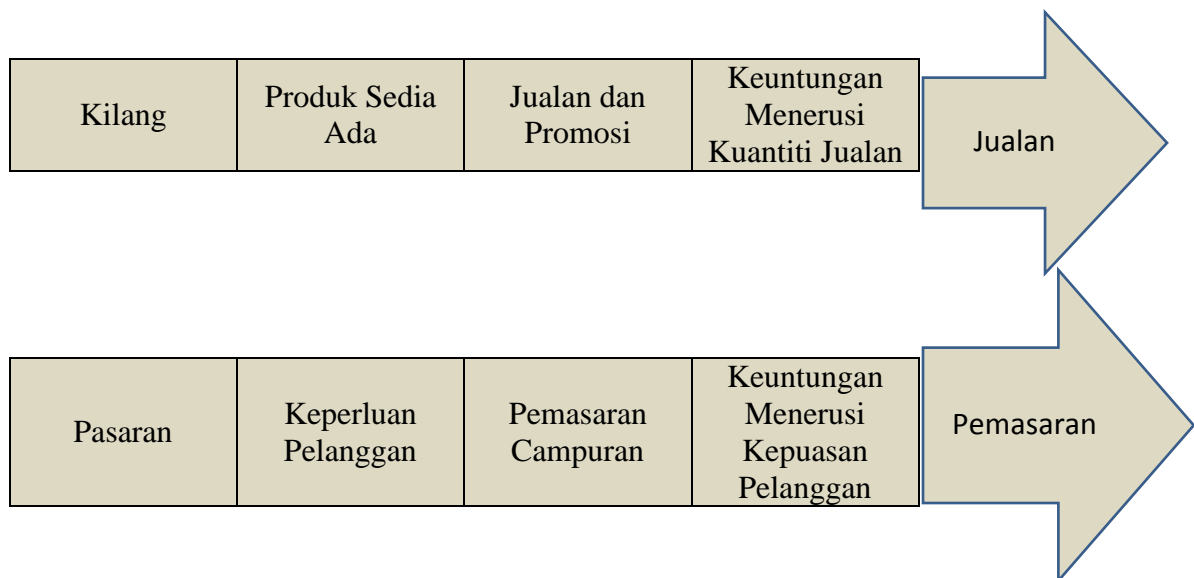 Kilang
Produk Sedia
Ada
Jualan dan
Promosi
Keuntungan
Menerusi
Kuantiti Jualan
Jualan
Pasaran
Keperluan
Pelanggan
Pemasaran
Campuran
Keuntungan
Menerusi
Kepuasan
Pelanggan
Pemasaran